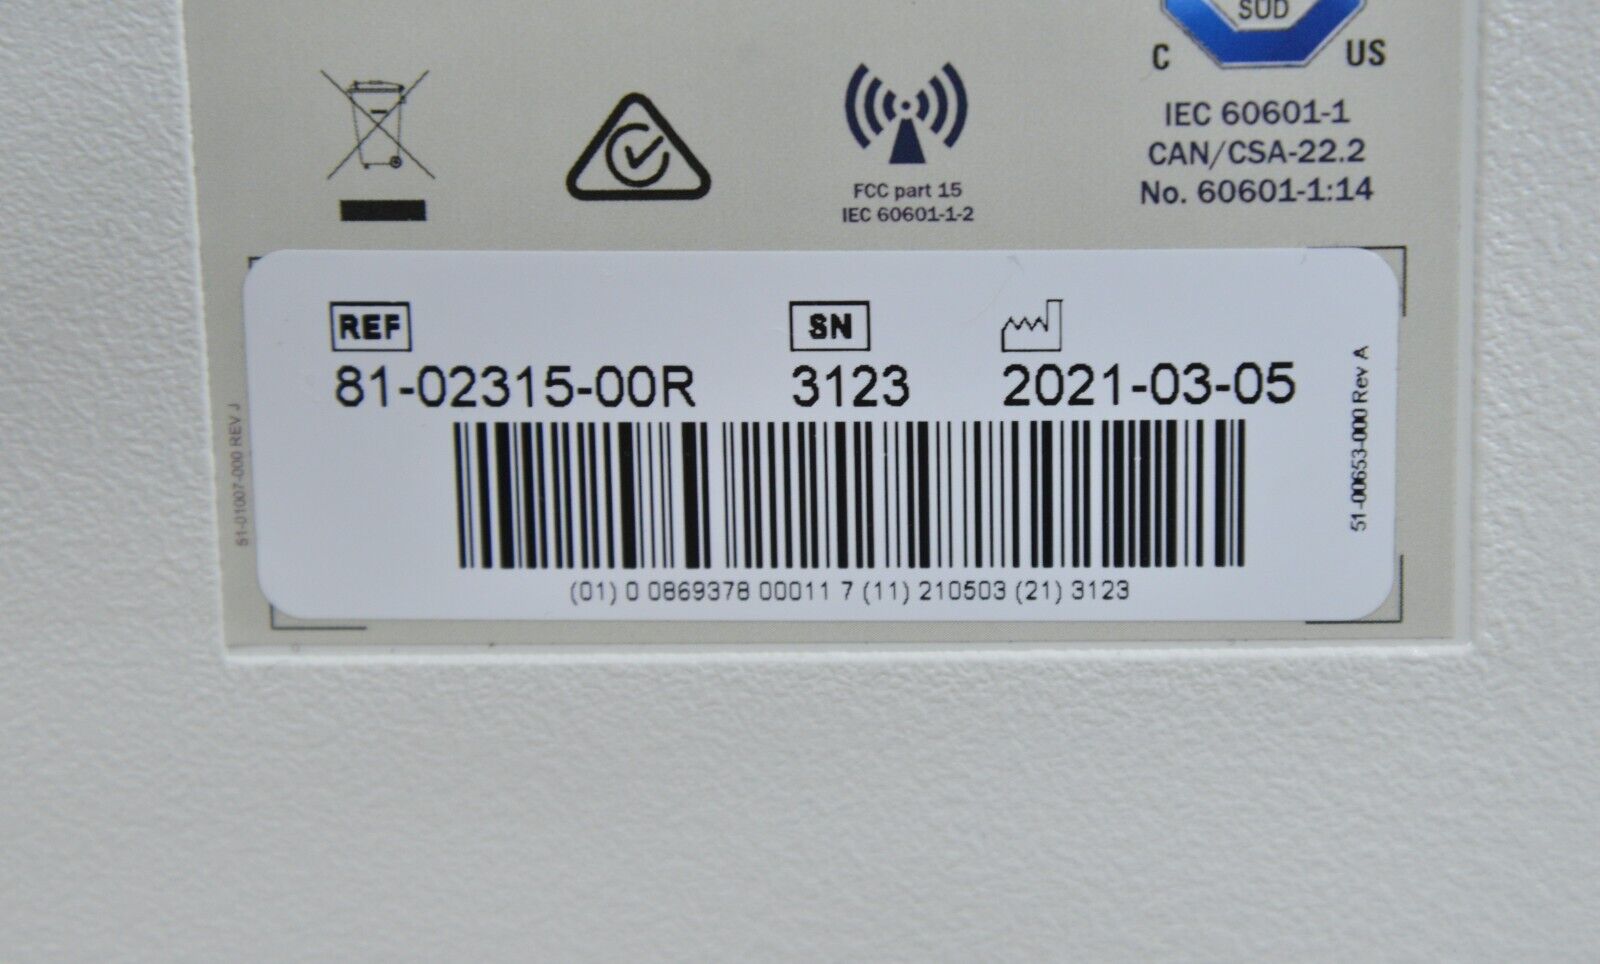 SUD
C US
IEC 60601-1
CAN/CSA-22.2
No. 60601-1:14
FCC part 15
IEC 60601-1-2
REF SN
81-02315-00R 3123 2021-03-05
(01) 0 0869378 00011 7 (11) 210503 (21) 3123
51-01007-000 REV J
51-00653-000 Rev A